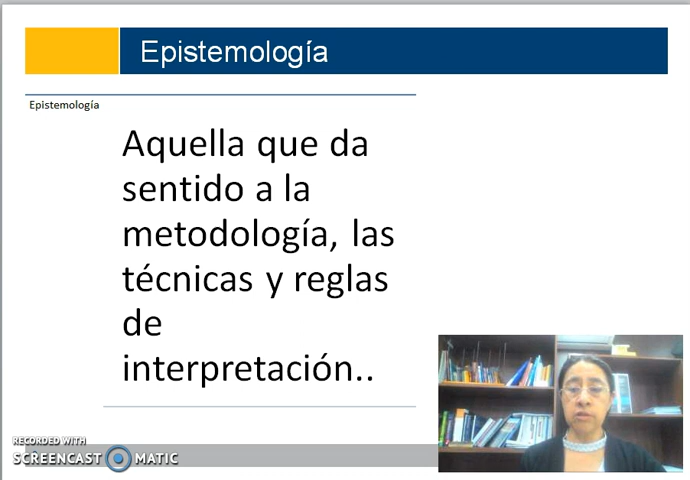 Epistemología
Epistemología
Aquella que da
sentido a la
metodología, las
técnicas y reglas
de
interpretación..
RECORDED WITH
SCREENCAST MATIC